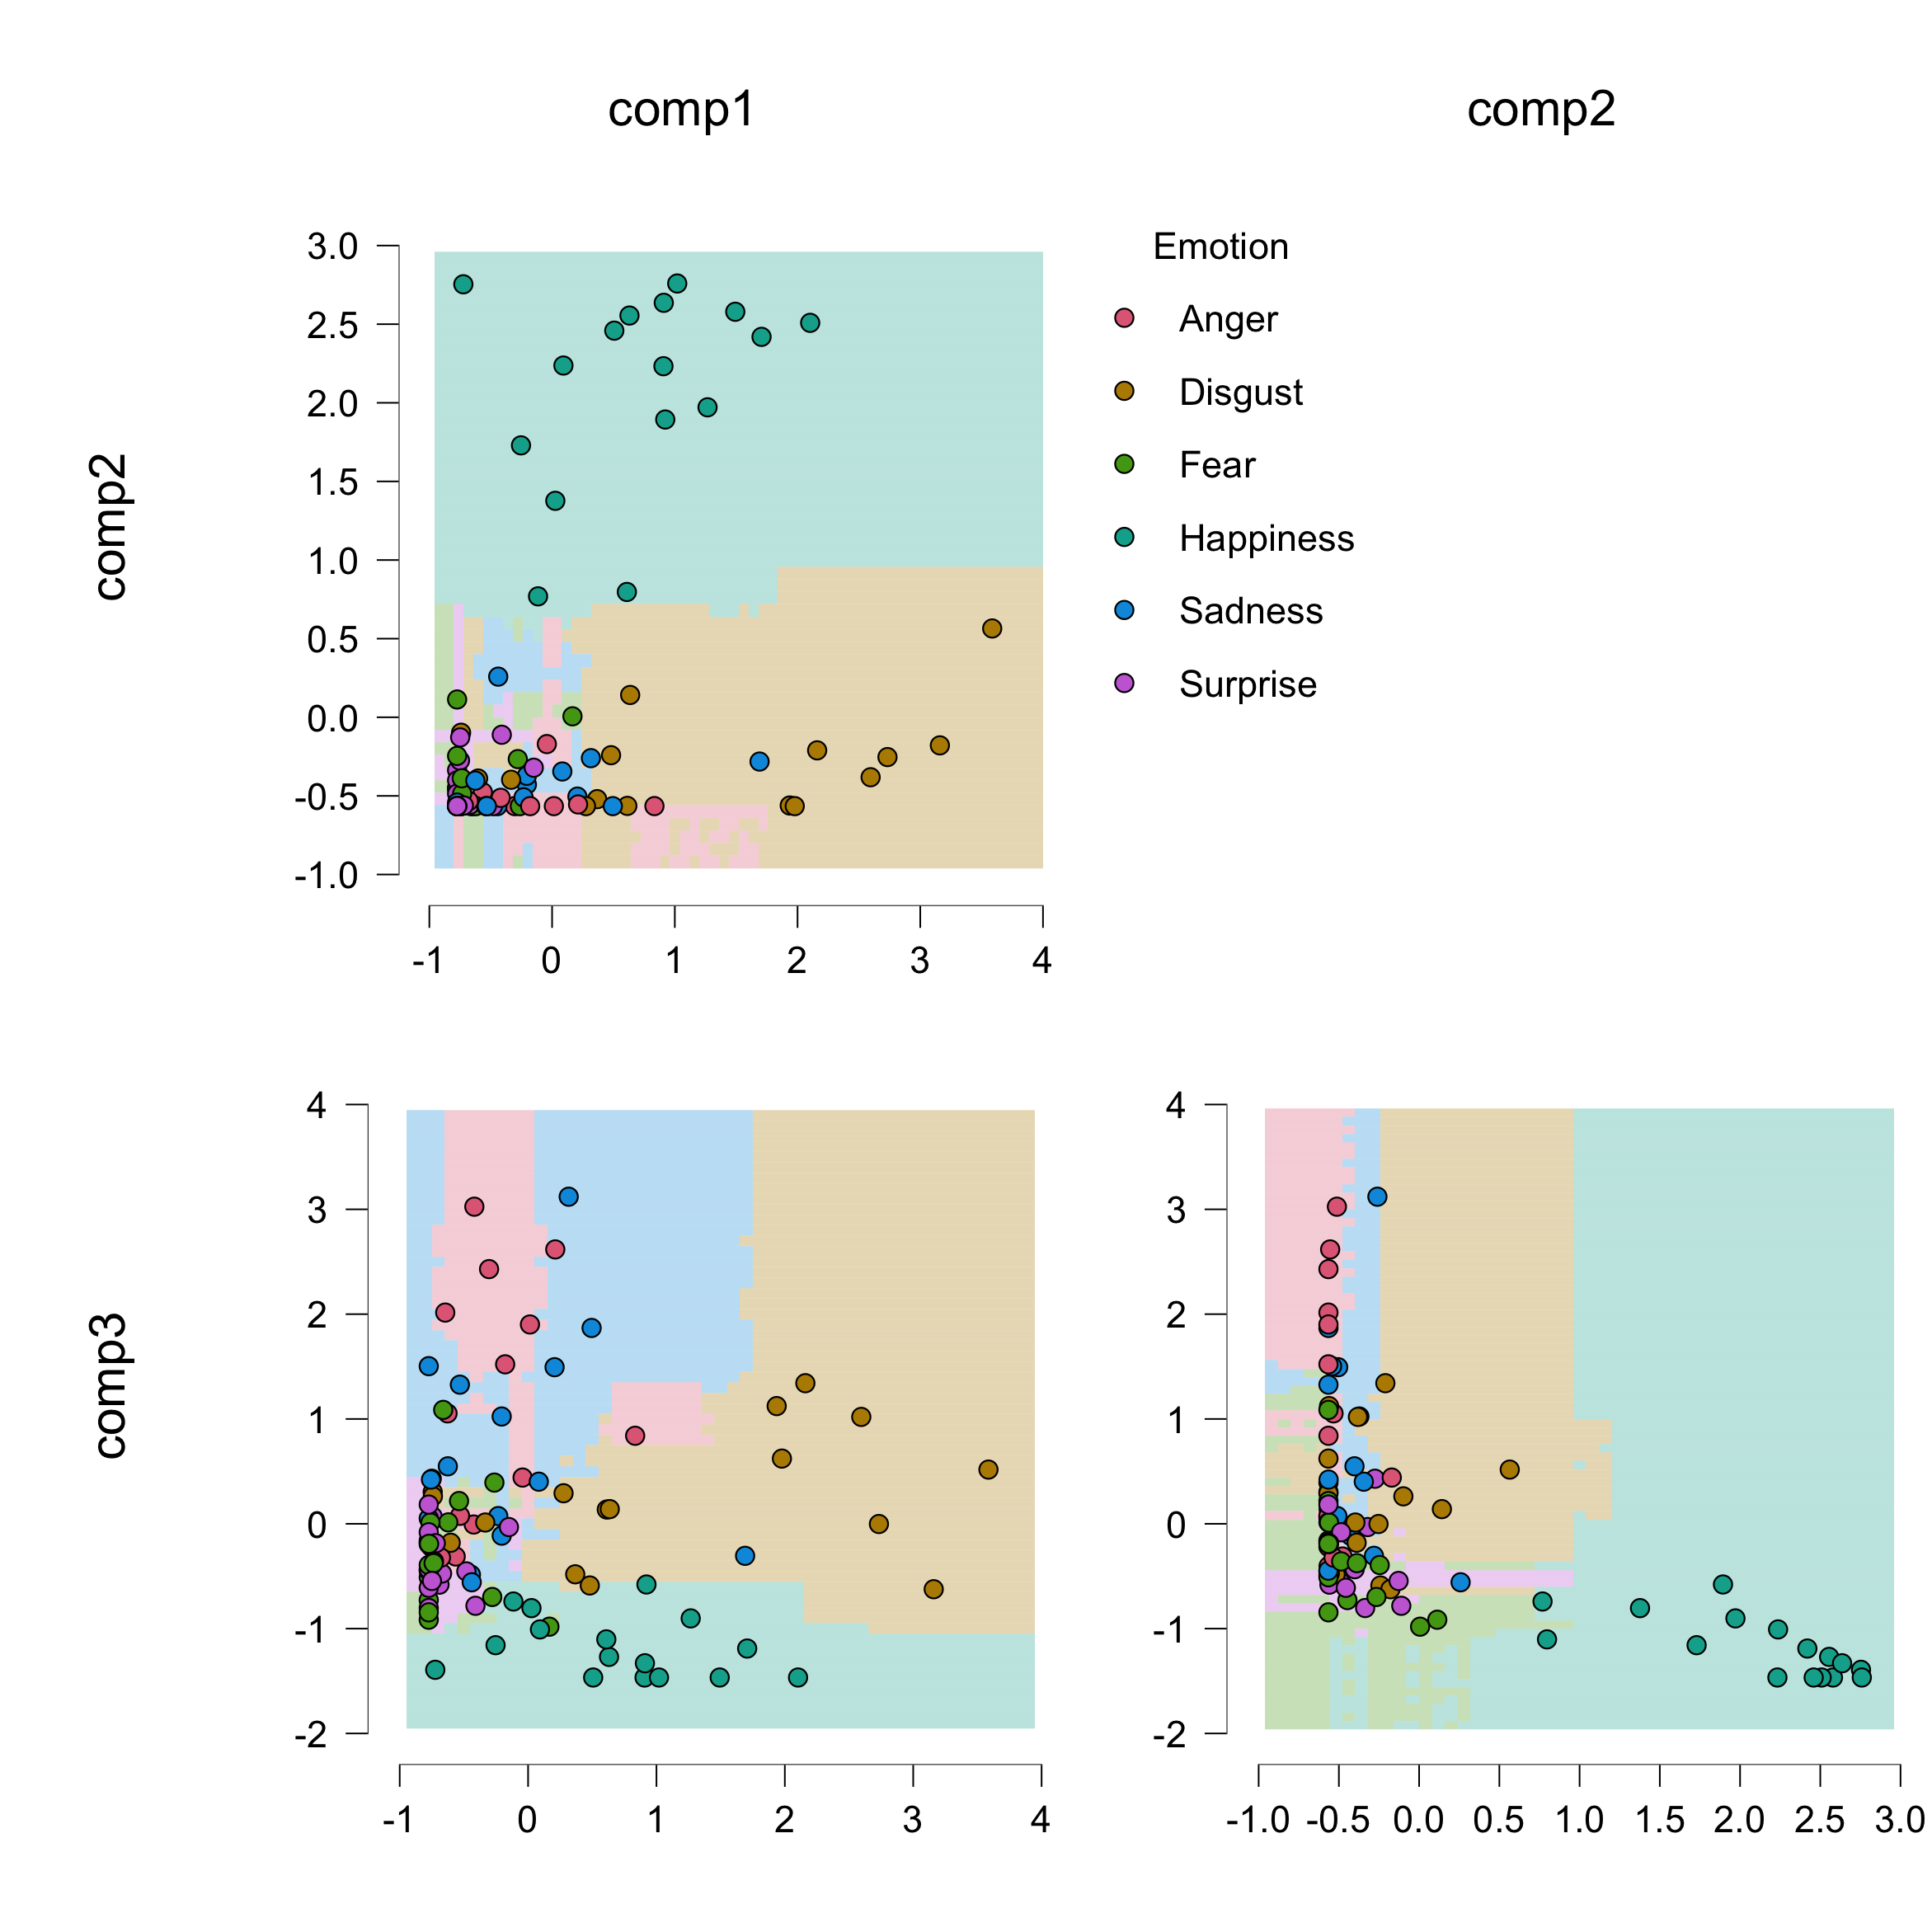 comp1 comp2
comp2
3.0
2.5
2.0
1.5
1.0
0.5
0.0
-0.5
-1.0
-1 0 1 2 3 4
Emotion
Anger
Disgust
Fear
Happiness
Sadness
Surprise
comp3
4
3
2
1
0
-1
-2
-1 0 1 2 3 4
4
3
2
1
0
-1
-2
-1.0 -0.5 0.0 0.5 1.0 1.5 2.0 2.5 3.0